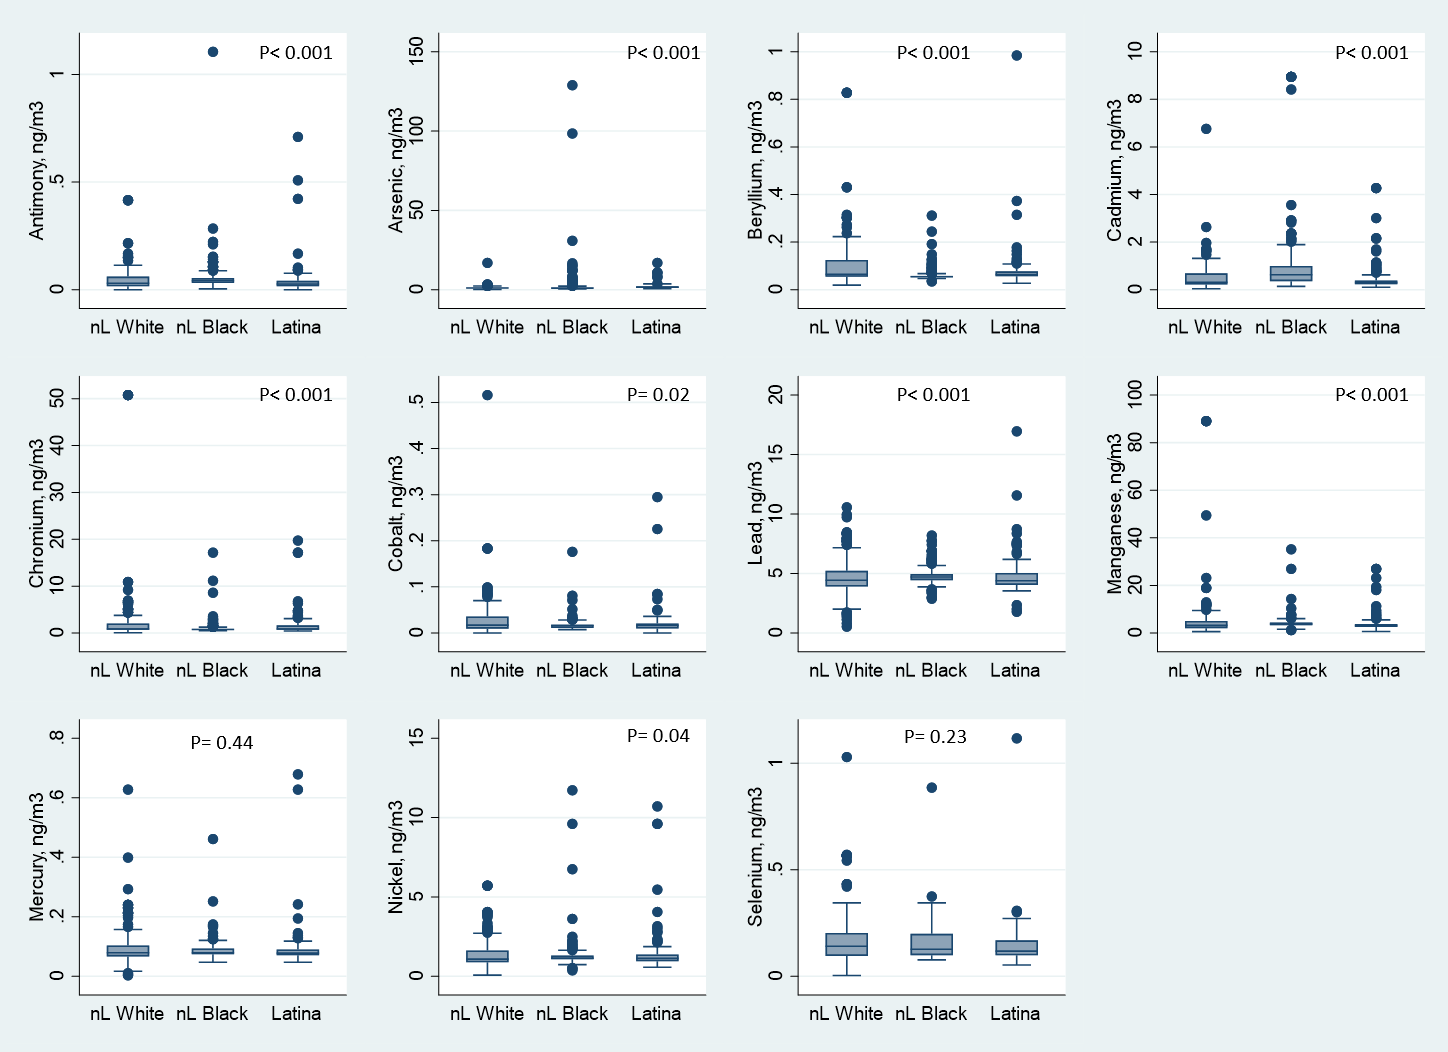 Antimony, ng/m3
0
.5
1
P< 0.001
nL White nL Black Latina
Arsenic, ng/m3
0
50
100
150
P< 0.001
nL White nL Black Latina
Beryllium, ng/m3
0
.2
.4
.6
.8
1
P< 0.001
nL White nL Black Latina
Cadmium, ng/m3
0
2
4
6
8
10
P< 0.001
nL White nL Black Latina
Chromium, ng/m3
0
10
20
30
40
50
P< 0.001
nL White nL Black Latina
Cobalt, ng/m3
0
.1
.2
.3
.4
.5
P= 0.02
nL White nL Black Latina
Lead, ng/m3
0
5
10
15
20
P< 0.001
nL White nL Black Latina
Manganese, ng/m3
0
20
40
60
80
100
P< 0.001
nL White nL Black Latina
Mercury, ng/m3
0
.2
.4
.6
.8
P= 0.44
nL White nL Black Latina
Nickel, ng/m3
0
5
10
15
P= 0.04
nL White nL Black Latina
Selenium, ng/m3
0
.5
1
P= 0.23
nL White nL Black Latina